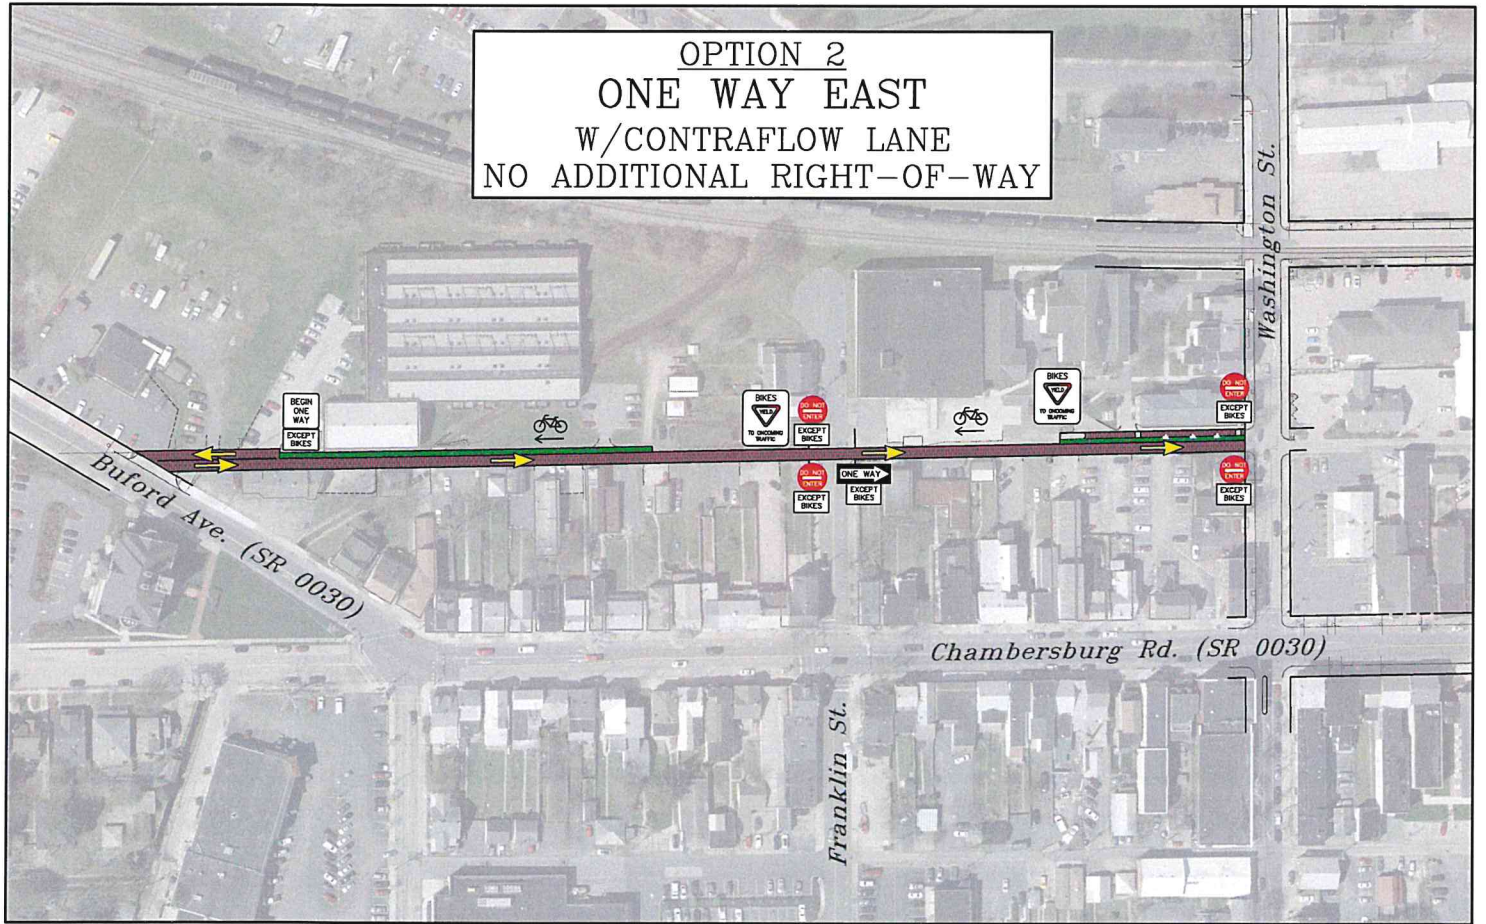 OPTION 2
ONE WAY EAST
W/CONTRAFLOW LANE
NO ADDITIONAL RIGHT-OF-WAY
Washington St.
BEGIN
ONE
WAY
EXCEPT
BIKES
BIKES
YIELD
TO ONCOMING
TRAFFIC
DO NOT
ENTER
EXCEPT
BIKES
BIKES
YIELD
TO ONCOMING
TRAFFIC
DO NOT
ENTER
EXCEPT
BIKES
DO NOT
ENTER
EXCEPT
BIKES
ONE WAY
EXCEPT
BIKES
DO NOT
ENTER
EXCEPT
BIKES
Buford Ave. (SR 0030)
Chambersburg Rd. (SR 0030)
Franklin St.